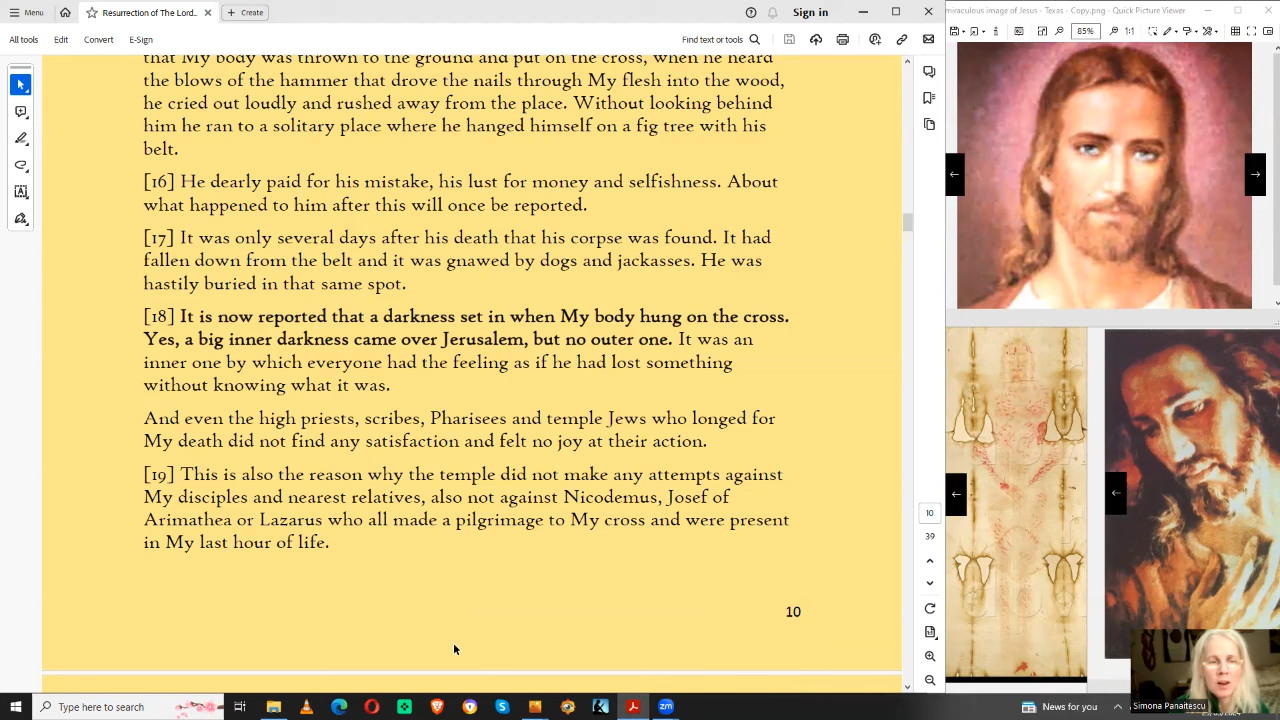 Menu
Resurrection of The Lord...
Create
Sign in
All tools
Edit
Convert
E-Sign
Find text or tools
that My body was thrown to the ground and put on the cross, when he heard
the blows of the hammer that drove the nails through My flesh into the wood,
he cried out loudly and rushed away from the place. Without looking behind
him he ran to a solitary place where he hanged himself on a fig tree with his
belt.
[16] He dearly paid for his mistake, his lust for money and selfishness. About
what happened to him after this will once be reported.
[17] It was only several days after his death that his corpse was found. It had
fallen down from the belt and it was gnawed by dogs and jackasses. He was
hastily buried in that same spot.
[18] It is now reported that a darkness set in when My body hung on the cross.
Yes, a big inner darkness came over Jerusalem, but no outer one. It was an
inner one by which everyone had the feeling as if he had lost something
without knowing what it was.
And even the high priests, scribes, Pharisees and temple Jews who longed for
My death did not find any satisfaction and felt no joy at their action.
[19] This is also the reason why the temple did not make any attempts against
My disciples and nearest relatives, also not against Nicodemus, Josef of
Arimathea or Lazarus who all made a pilgrimage to My cross and were present
in My last hour of life.
10
10
39
miraculous image of Jesus - Texas - Copy.png - Quick Picture Viewer
85%
1:1
Simona Panaitescu
Type here to search
zm
News for you